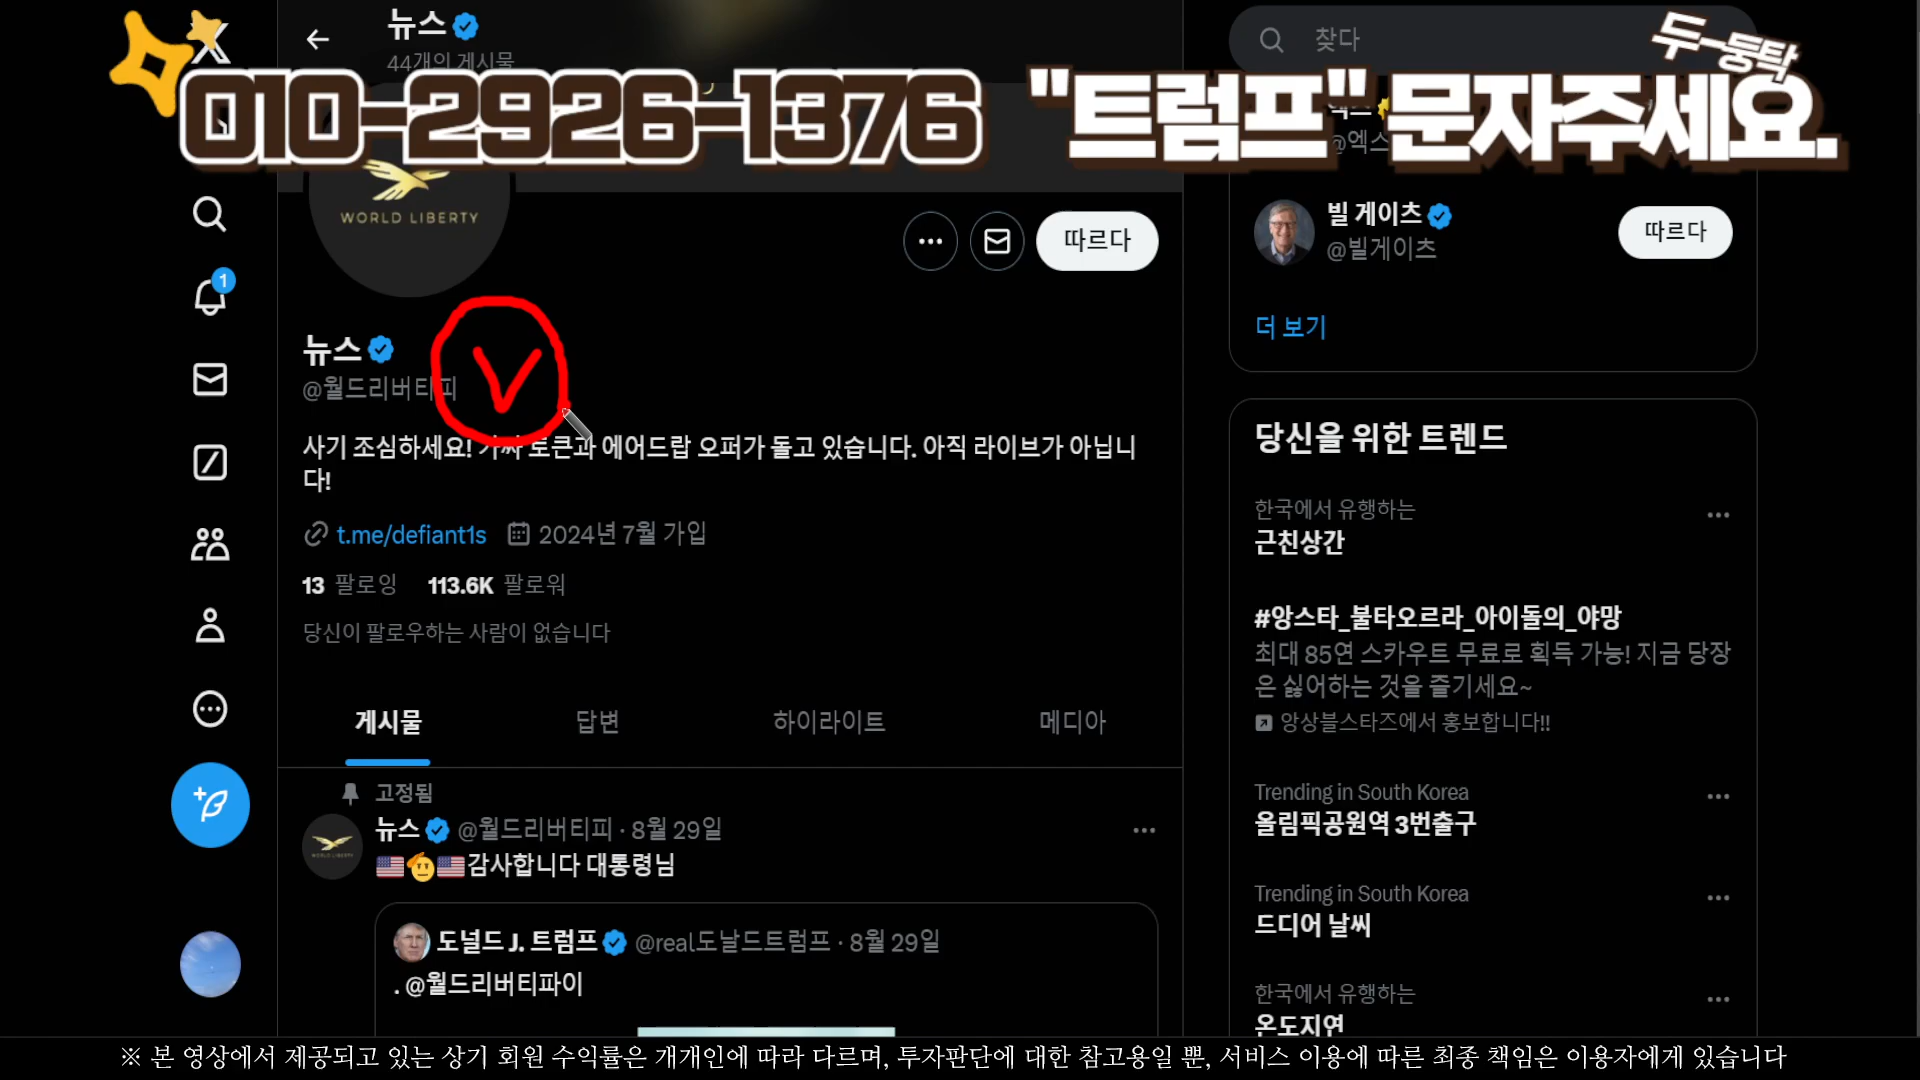 두-둥탁
010-2926-1376 "트럼프" 문자주세요.
뉴스
44개의 게시물
찾다
@엑스
WORLD LIBERTY
1
따르다
빌 게이츠
@빌게이츠
따르다
더 보기
뉴스
@월드리버티피
사기 조심하세요! 가짜 토큰과 에어드랍 오퍼가 돌고 있습니다. 아직 라이브가 아닙니
다!
t.me/defiant1s 2024년 7월 가입
13 팔로잉 113.6K 팔로워
당신이 팔로우하는 사람이 없습니다
게시물 답변 하이라이트 메디아
고정됨
뉴스 @월드리버티피 · 8월 29일
감사합니다 대통령님
도널드 J. 트럼프 @real도날드트럼프 · 8월 29일
. @월드리버티파이
당신을 위한 트렌드
한국에서 유행하는
근친상간
#앙스타_불타오르라_아이돌의_야망
최대 85연 스카우트 무료로 획득 가능! 지금 당장
은 싫어하는 것을 즐기세요~
앙상블스타즈에서 홍보합니다!!
Trending in South Korea
올림픽공원역 3번출구
Trending in South Korea
드디어 날씨
한국에서 유행하는
온도지연
※ 본 영상에서 제공되고 있는 상기 회원 수익률은 개개인에 따라 다르며, 투자판단에 대한 참고용일 뿐, 서비스 이용에 따른 최종 책임은 이용자에게 있습니다